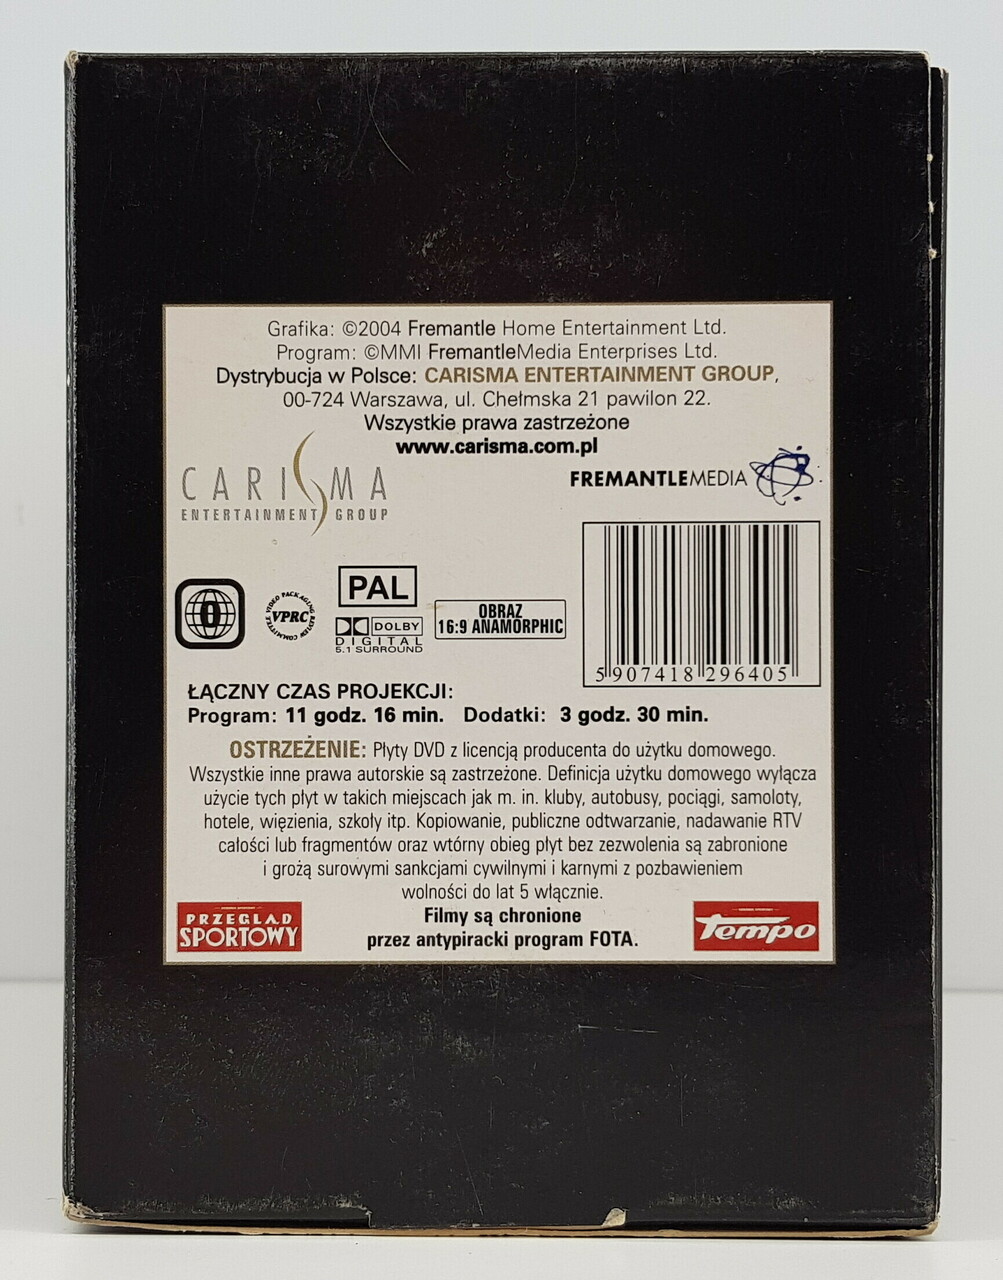 Grafika: ©2004 Fremantle Home Entertainment Ltd.
Program: ©MMI FremantleMedia Enterprises Ltd.
Dystrybucja w Polsce: CARISMA ENTERTAINMENT GROUP,
00-724 Warszawa, ul. Chełmska 21 pawilon 22.
Wszystkie prawa zastrzeżone
www.carisma.com.pl
CARISMA
ENTERTAINMENT GROUP
FREMANTLEMEDIA
0
VIDEO PACKAGING REVIEW COMMITTEE
VPRC
PAL
DOLBY
DIGITAL
5.1 SURROUND
OBRAZ
16:9 ANAMORPHIC
5 907418 296405
ŁĄCZNY CZAS PROJEKCJI:
Program: 11 godz. 16 min. Dodatki: 3 godz. 30 min.
OSTRZEŻENIE: Płyty DVD z licencją producenta do użytku domowego.
Wszystkie inne prawa autorskie są zastrzeżone. Definicja użytku domowego wyłącza
użycie tych płyt w takich miejscach jak m. in. kluby, autobusy, pociągi, samoloty,
hotele, więzienia, szkoły itp. Kopiowanie, publiczne odtwarzanie, nadawanie RTV
całości lub fragmentów oraz wtórny obieg płyt bez zezwolenia są zabronione
i grożą surowymi sankcjami cywilnymi i karnymi z pozbawieniem
wolności do lat 5 włącznie.
Filmy są chronione
przez antypiracki program FOTA.
PRZEGLĄD
SPORTOWY
Tempo